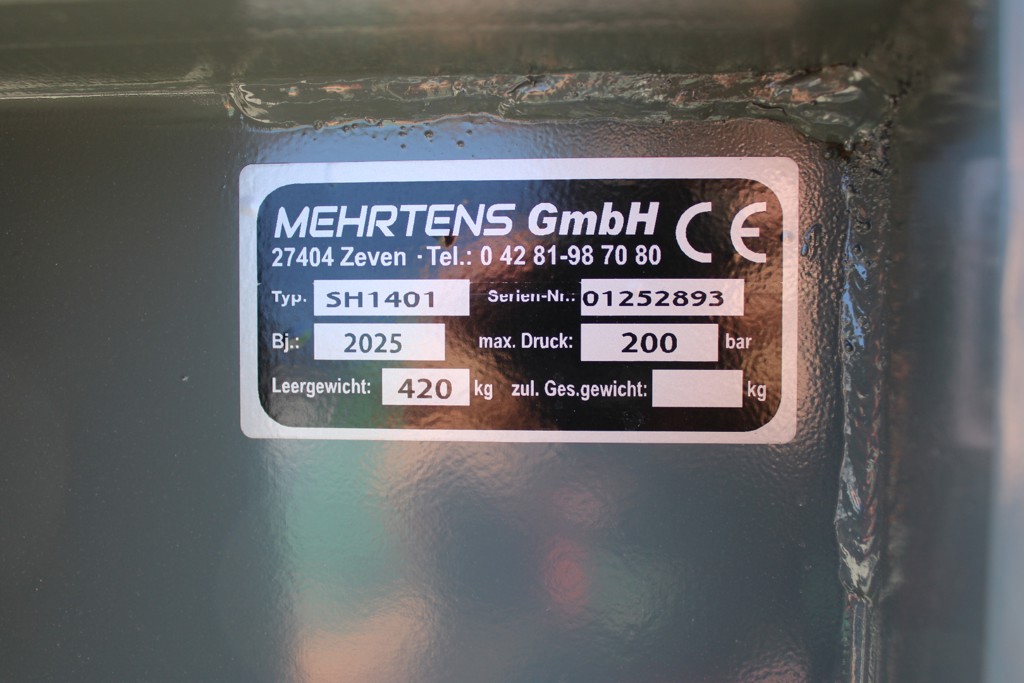 MEHRTENS GmbH CE
27404 Zeven · Tel.: 0 42 81-98 70 80
Typ. SH1401 Serien-Nr.: 01252893
Bj.: 2025 max. Druck: 200 bar
Leergewicht: 420 kg zul. Ges.gewicht: kg